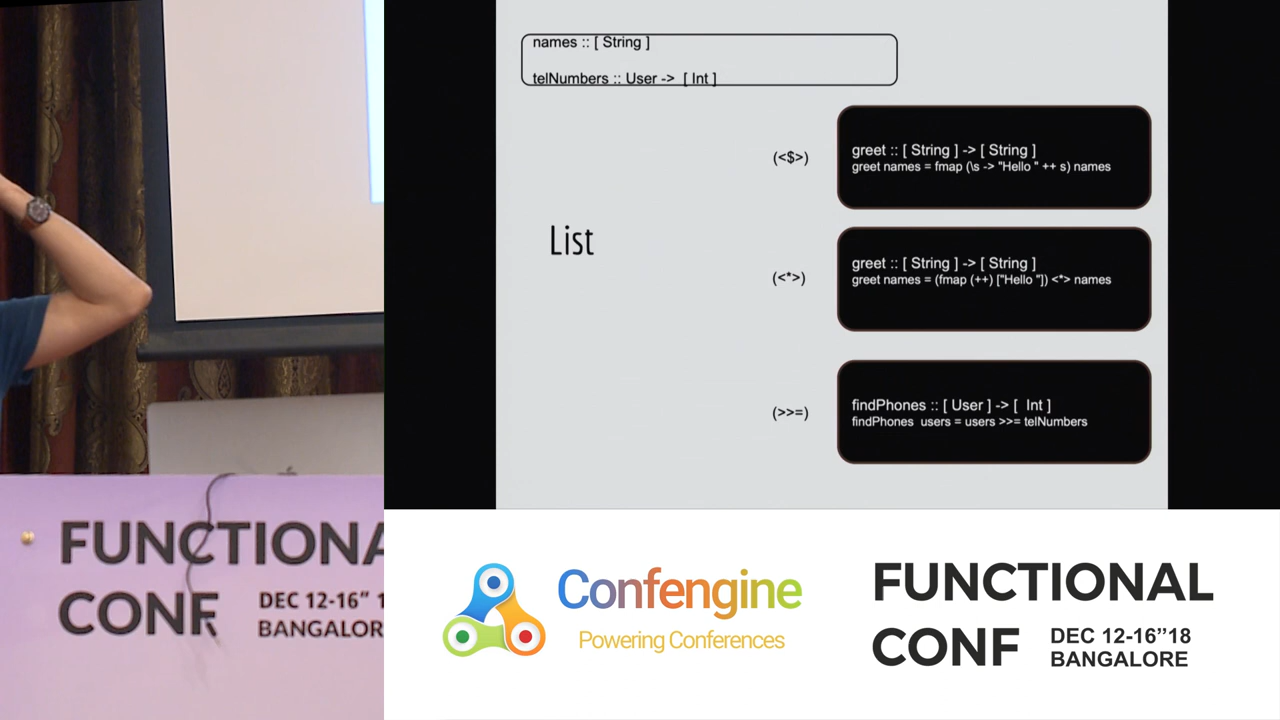 names :: [ String ]
telNumbers :: User -> [ Int ]
(<$>)
greet :: [ String ] -> [ String ]
greet names = fmap (\s -> "Hello " ++ s) names
List
(<*>)
greet :: [ String ] -> [ String ]
greet names = (fmap (++) ["Hello "]) <*> names
(>>=)
findPhones :: [ User ] -> [ Int ]
findPhones users = users >>= telNumbers
FUNCTIONA
CONF
DEC 12-16" 1
BANGALOR
Confengine
Powering Conferences
FUNCTIONAL
CONF
DEC 12-16”18
BANGALORE